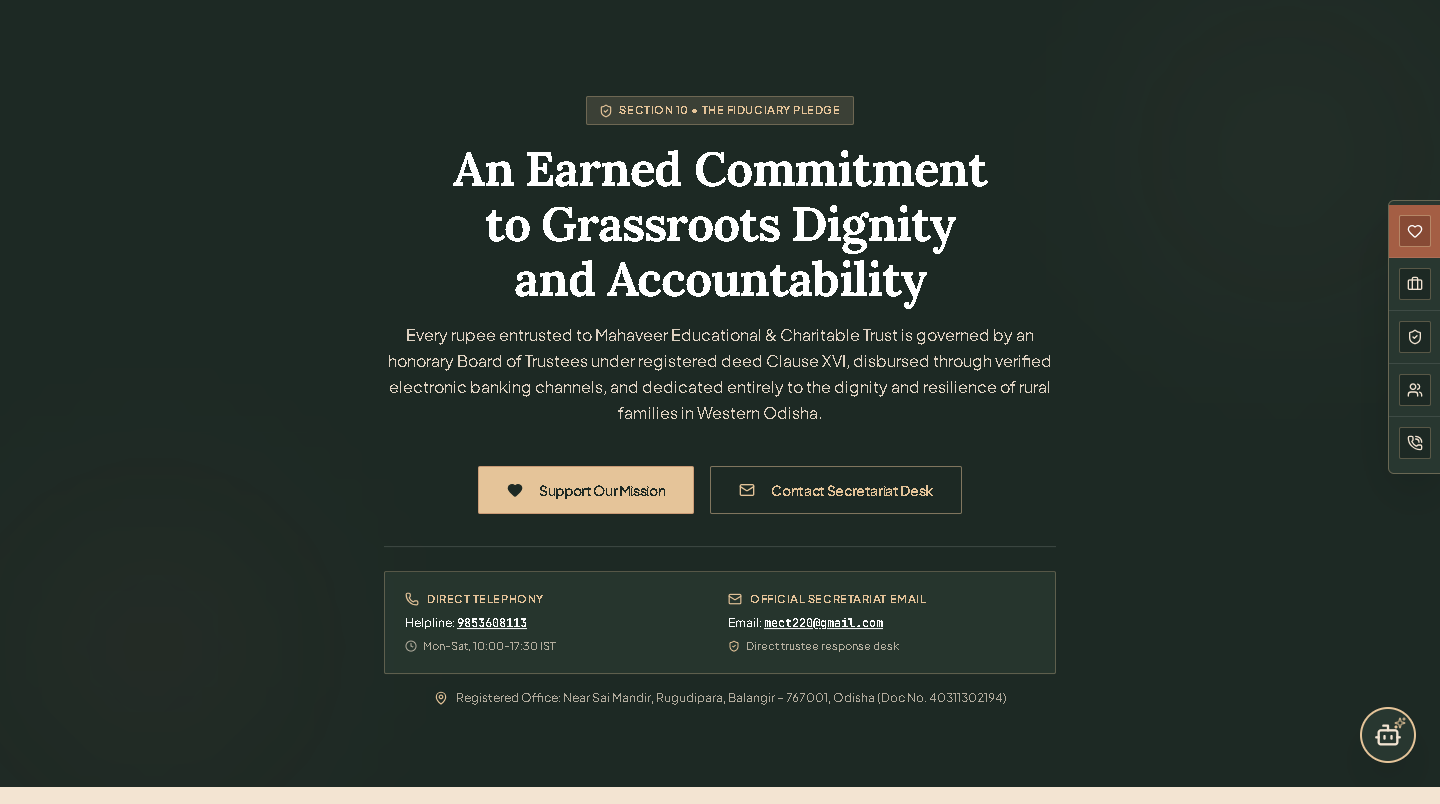 SECTION 10 • THE FIDUCIARY PLEDGE
An Earned Commitment
to Grassroots Dignity
and Accountability
Every rupee entrusted to Mahaveer Educational & Charitable Trust is governed by an
honorary Board of Trustees under registered deed Clause XVI, disbursed through verified
electronic banking channels, and dedicated entirely to the dignity and resilience of rural
families in Western Odisha.
Support Our Mission
Contact Secretariat Desk
DIRECT TELEPHONY
Helpline: 9853608113
Mon–Sat, 10:00–17:30 IST
OFFICIAL SECRETARIAT EMAIL
Email: mect220@gmail.com
Direct trustee response desk
Registered Office: Near Sai Mandir, Rugudipara, Balangir – 767001, Odisha (Doc No. 40311302194)